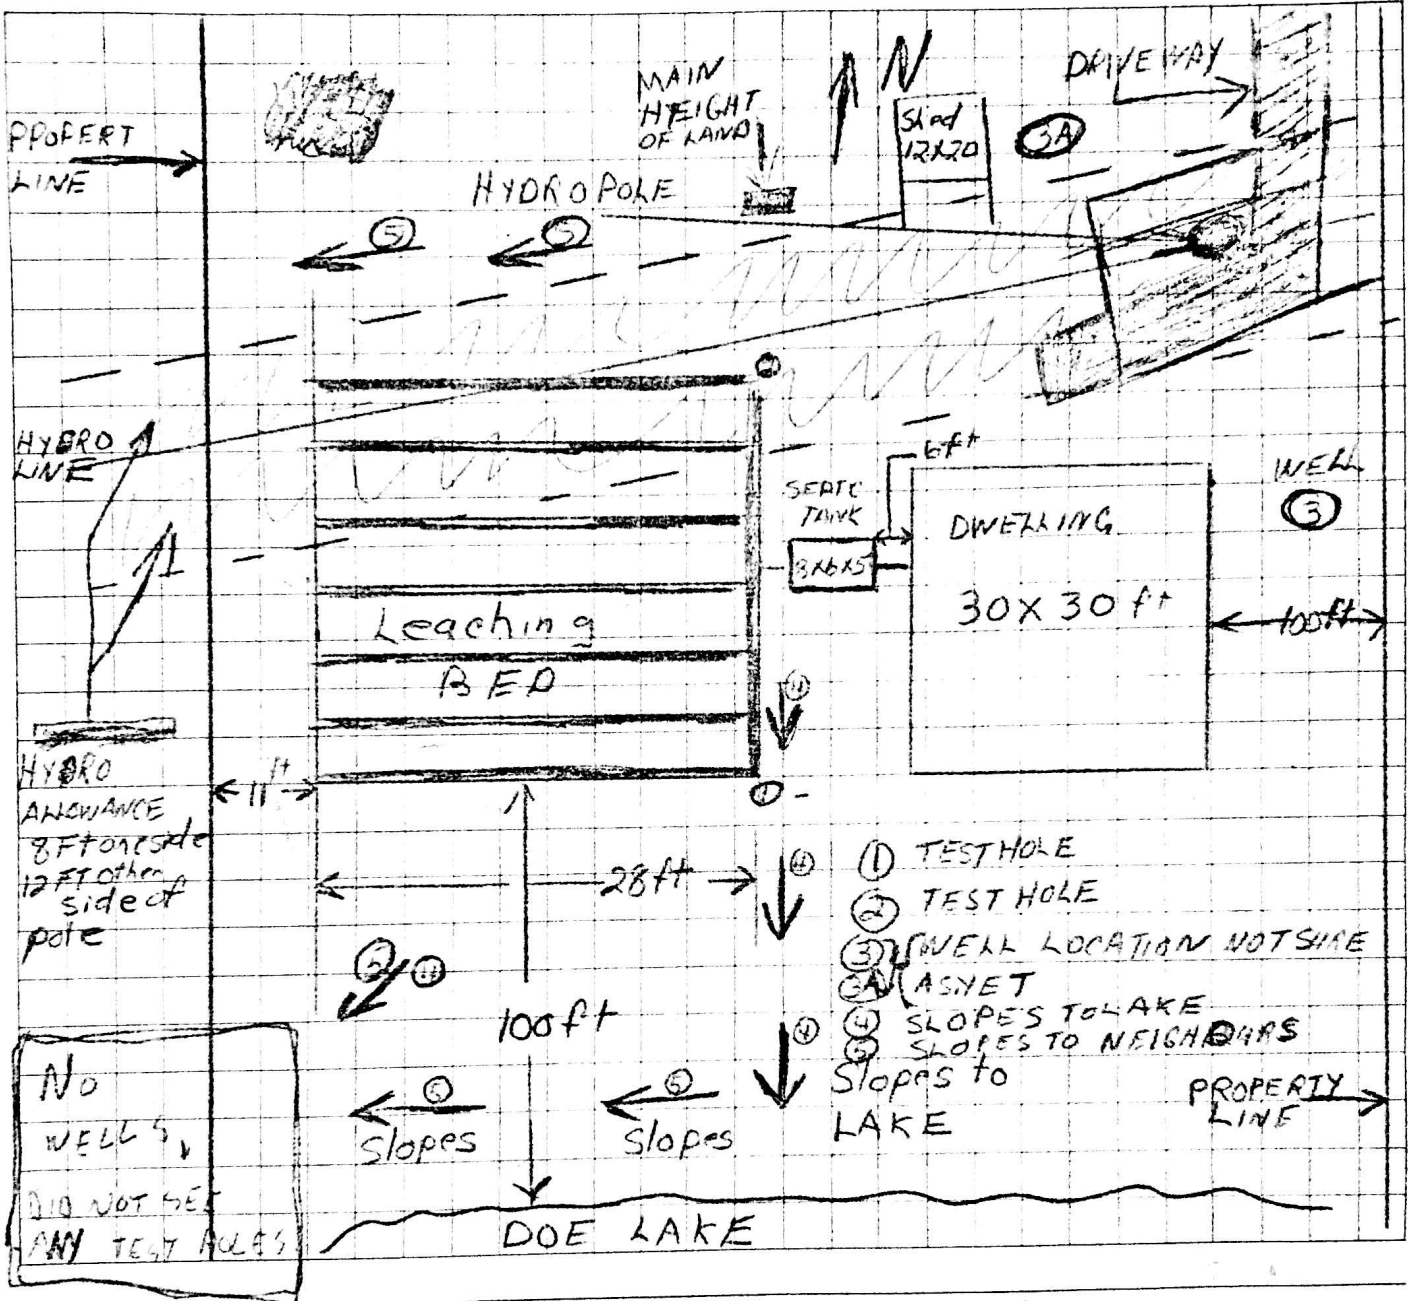 MAIN
HEIGHT
OF LAND
N
DRIVEWAY
PROPERT
LINE
Shed
12X20
3A
HYDRO POLE
5
5
2
HYDRO
LINE
6ft
WELL
3
SEPTC
TANK
8X6X5
DWELLING
30X30 ft
100ft
Leaching
BED
4
HYDRO
ALLOWANCE
8Ft one side
12 FT other
side of
pole
11 ft
1
28ft
4
1 TEST HOLE
2 TEST HOLE
3 WELL LOCATION NOT SURE
3A AS YET
4 SLOPES TO LAKE
5 SLOPES TO NEIGHBOURS
4
100ft
4
Slopes to
LAKE
PROPERTY
LINE
5
Slopes
5
Slopes
No
WELLS,
DID NOT SEE
ANY TEST HOLES
DOE LAKE